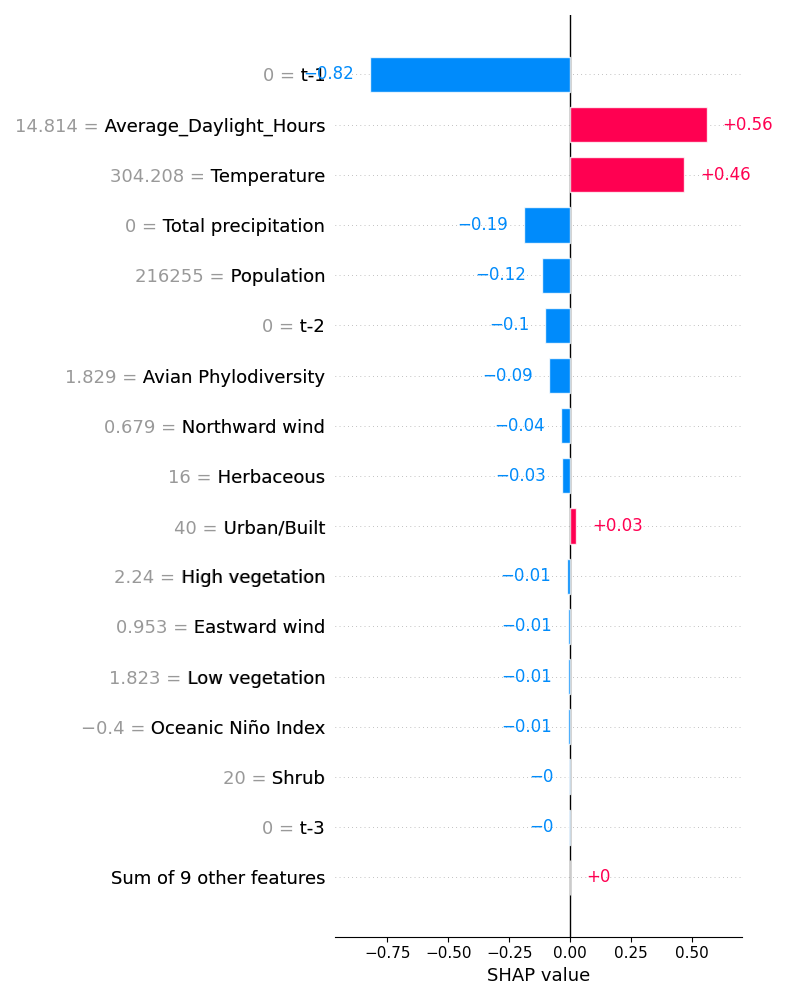 0 = t-1 −0.82
14.814 = Average_Daylight_Hours +0.56
304.208 = Temperature +0.46
0 = Total precipitation −0.19
216255 = Population −0.12
0 = t-2 −0.1
1.829 = Avian Phylodiversity −0.09
0.679 = Northward wind −0.04
16 = Herbaceous −0.03
40 = Urban/Built +0.03
2.24 = High vegetation −0.01
0.953 = Eastward wind −0.01
1.823 = Low vegetation −0.01
−0.4 = Oceanic Niño Index −0.01
20 = Shrub −0
0 = t-3 −0
Sum of 9 other features +0
−0.75 −0.50 −0.25 0.00 0.25 0.50
SHAP value